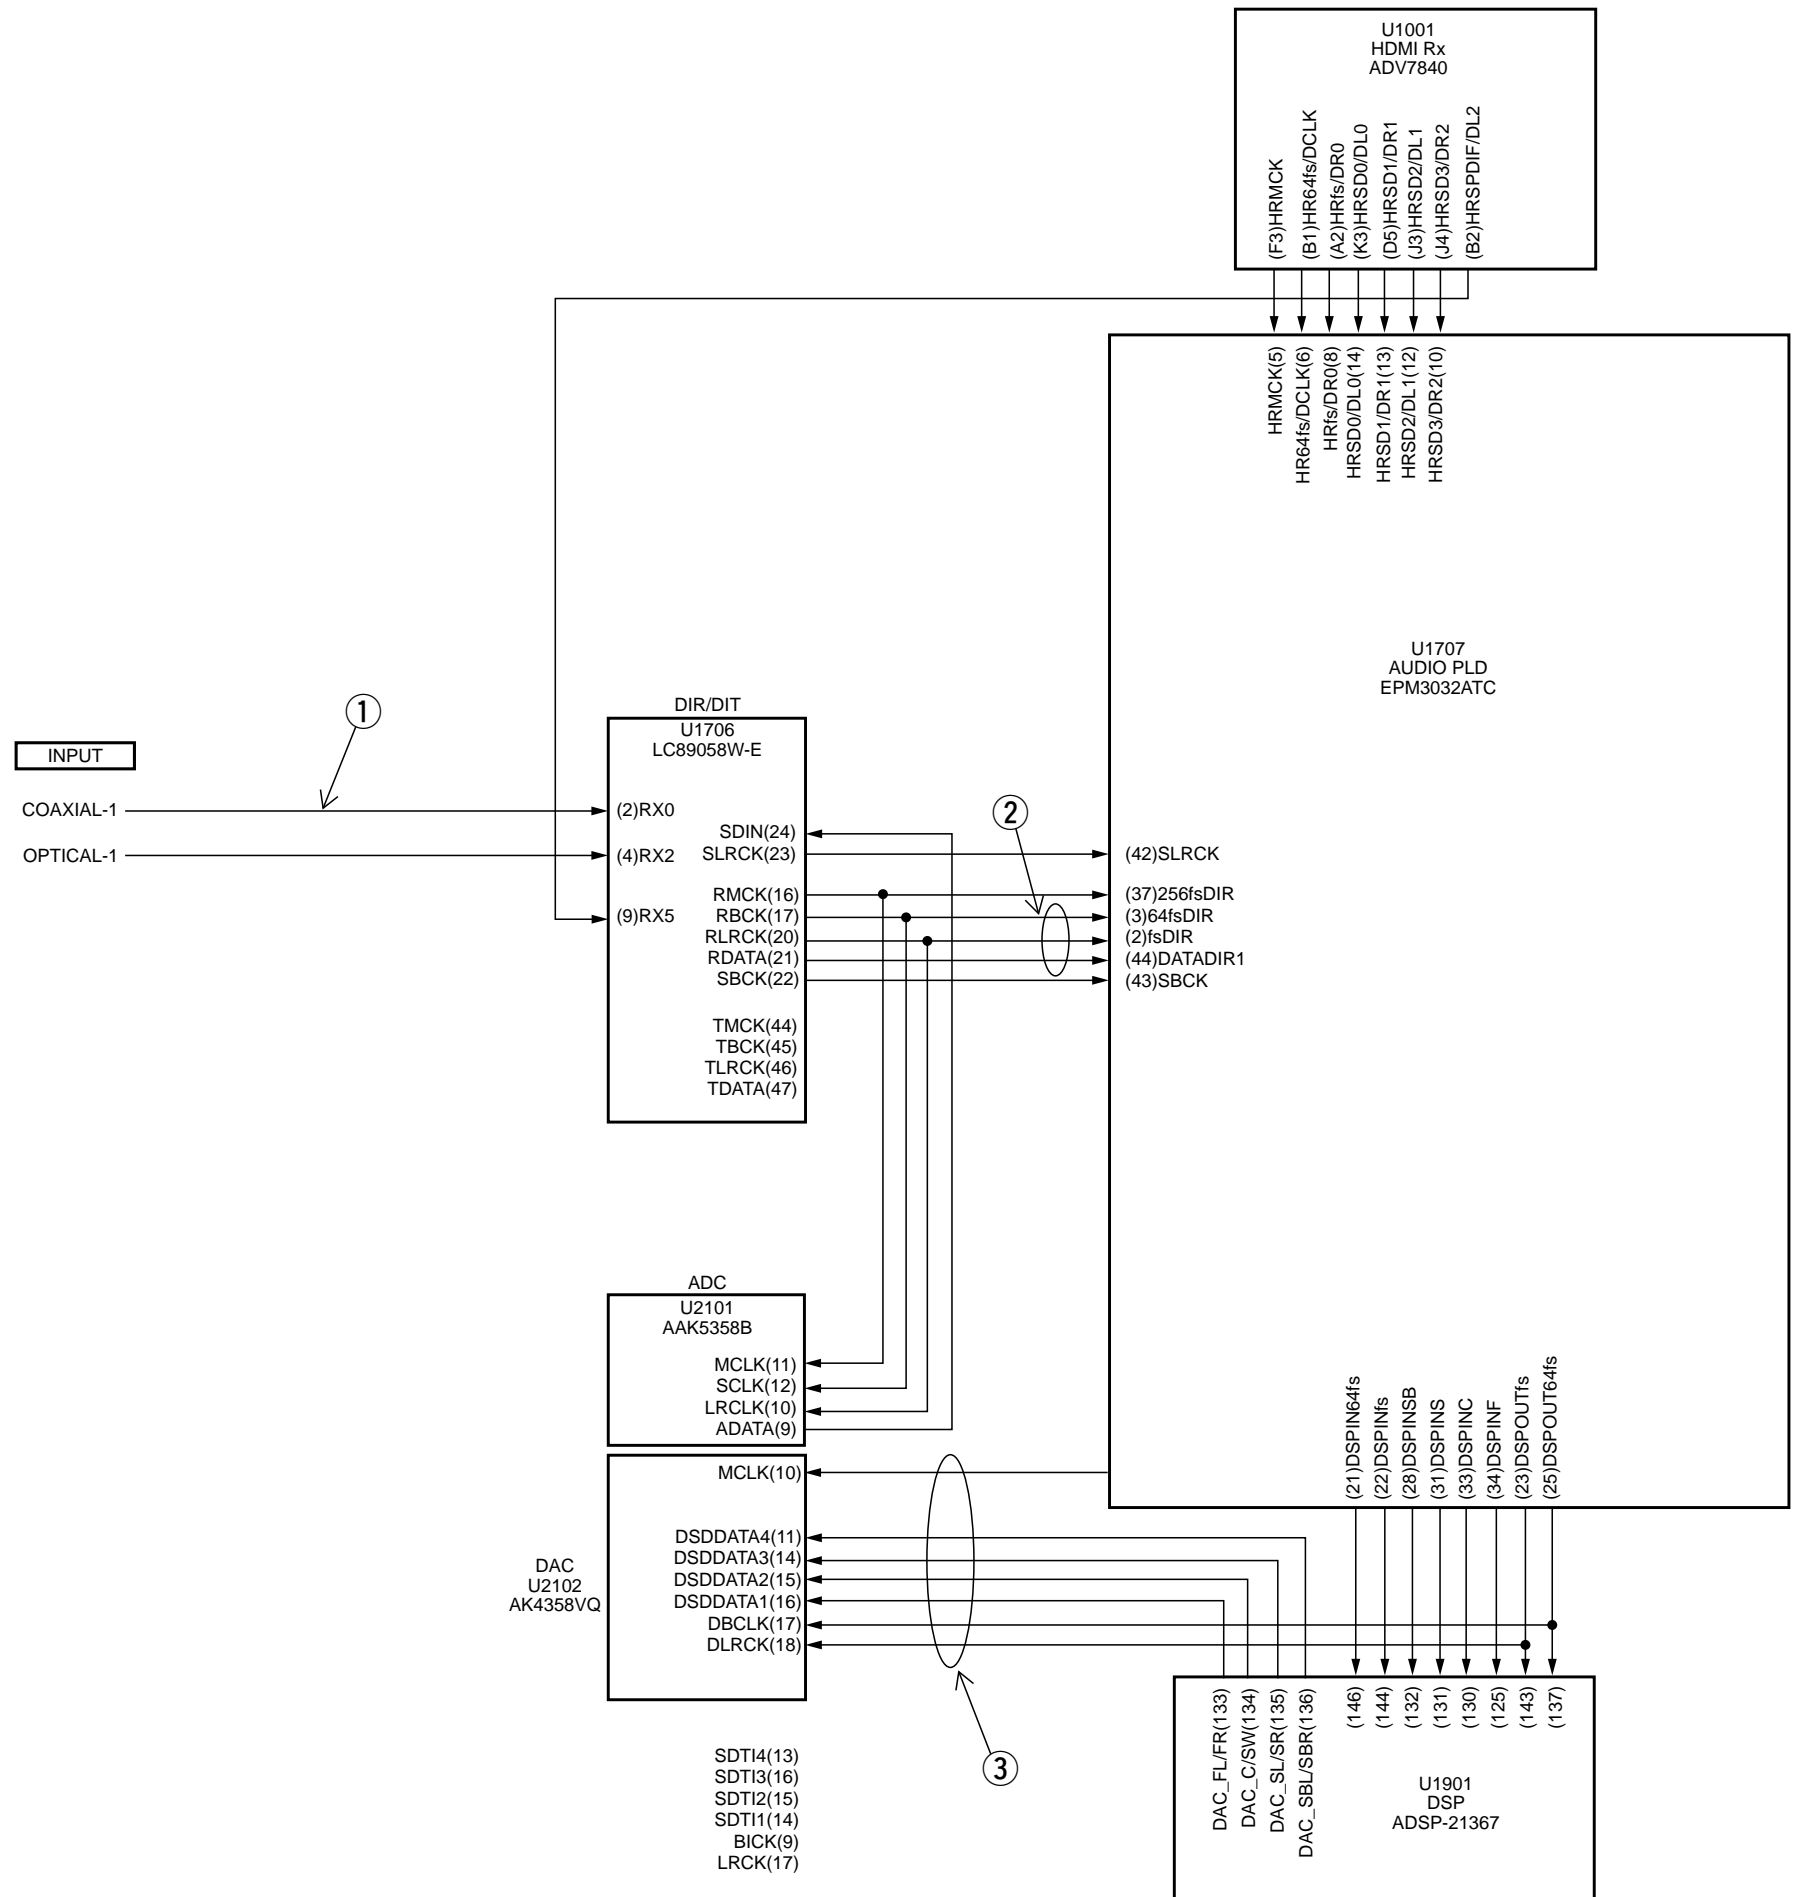 U1001
HDMI Rx
ADV7840
(F3)HRMCK
(B1)HR64fs/DCLK
(A2)HRfs/DR0
(K3)HRSD0/DL0
(D5)HRSD1/DR1
(J3)HRSD2/DL1
(J4)HRSD3/DR2
(B2)HRSPDIF/DL2
HRMCK(5)
HR64fs/DCLK(6)
HRfs/DR0(8)
HRSD0/DL0(14)
HRSD1/DR1(13)
HRSD2/DL1(12)
HRSD3/DR2(10)
U1707
AUDIO PLD
EPM3032ATC
1
INPUT
COAXIAL-1
OPTICAL-1
DIR/DIT
U1706
LC89058W-E
(2)RX0
(4)RX2
(9)RX5
SDIN(24)
SLRCK(23)
RMCK(16)
RBCK(17)
RLRCK(20)
RDATA(21)
SBCK(22)
TMCK(44)
TBCK(45)
TLRCK(46)
TDATA(47)
2
(42)SLRCK
(37)256fsDIR
(3)64fsDIR
(2)fsDIR
(44)DATADIR1
(43)SBCK
ADC
U2101
AAK5358B
MCLK(11)
SCLK(12)
LRCLK(10)
ADATA(9)
DAC
U2102
AK4358VQ
MCLK(10)
DSDDATA4(11)
DSDDATA3(14)
DSDDATA2(15)
DSDDATA1(16)
DBCLK(17)
DLRCK(18)
3
SDTI4(13)
SDTI3(16)
SDTI2(15)
SDTI1(14)
BICK(9)
LRCK(17)
(21)DSPIN64fs
(22)DSPINfs
(28)DSPINSB
(31)DSPINS
(33)DSPINC
(34)DSPINF
(23)DSPOUTfs
(25)DSPOUT64fs
DAC_FL/FR(133)
DAC_C/SW(134)
DAC_SL/SR(135)
DAC_SBL/SBR(136)
(146)
(144)
(132)
(131)
(130)
(125)
(143)
(137)
U1901
DSP
ADSP-21367